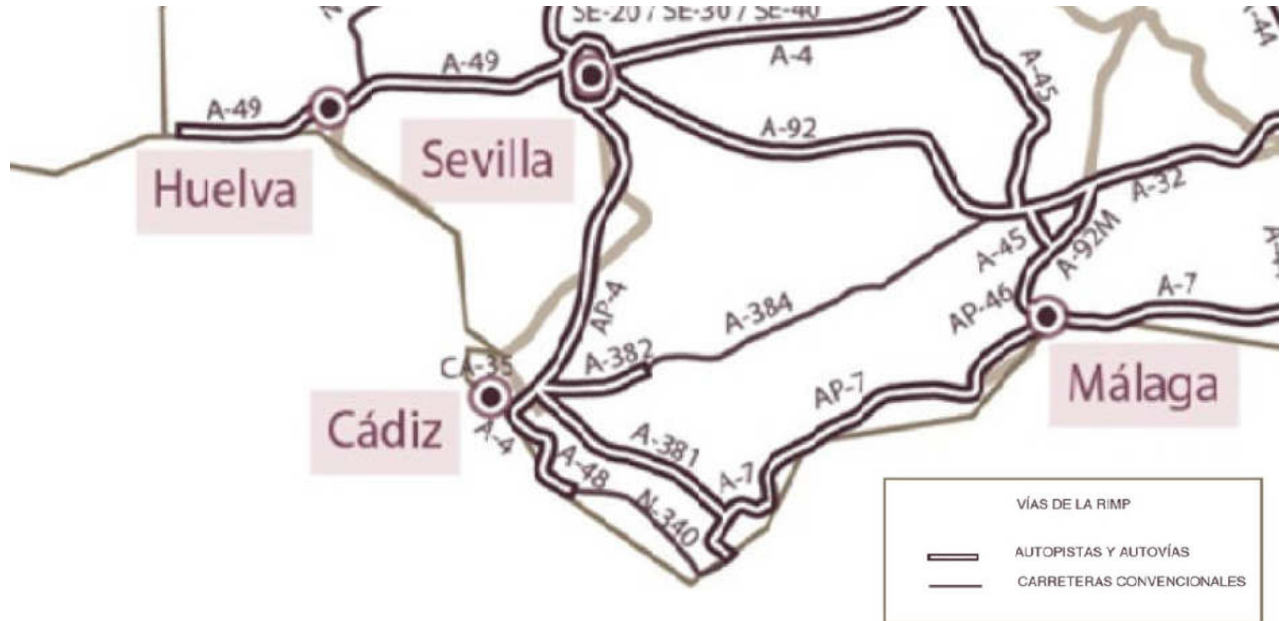 SE-20 / SE-30 / SE-40
A-4
A-49
A-45
A-49
A-92
Sevilla
Huelva
A-32
A-45
A-92M
A-7
AP-4
AP-46
A-384
A-382
CA-35
Málaga
AP-7
Cádiz
A-4
A-381
A-48
A-7
N-340
VÍAS DE LA RIMP
AUTOPISTAS Y AUTOVÍAS
CARRETERAS CONVENCIONALES